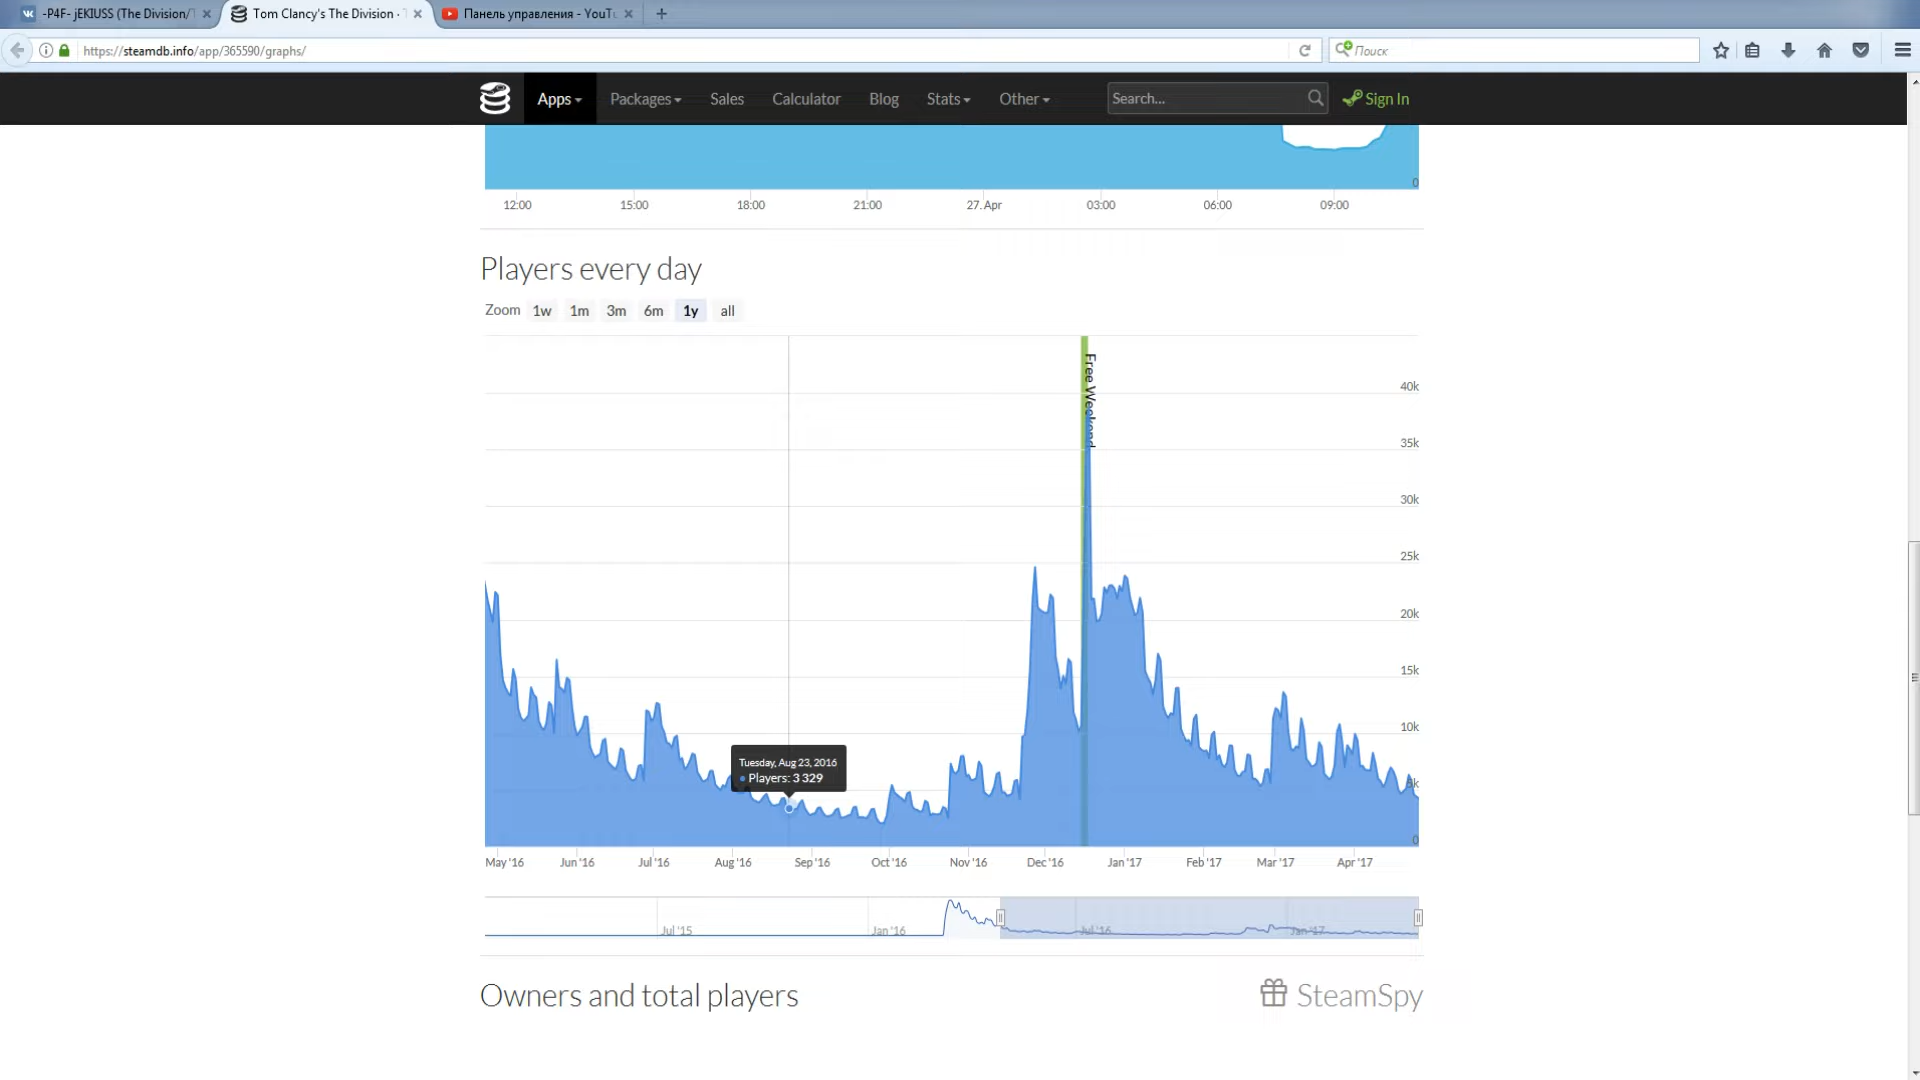 -P4F- jEKIUSS (The Division/
Tom Clancy's The Division ·
Панель управления - YouTu
https://steamdb.info/app/365590/graphs/
Поиск
Apps
Packages
Sales
Calculator
Blog
Stats
Other
Search...
Sign In
0
12:00
15:00
18:00
21:00
27. Apr
03:00
06:00
09:00
Players every day
Zoom
1w
1m
3m
6m
1y
all
Free Weekend
40k
35k
30k
25k
20k
15k
10k
5k
0
Tuesday, Aug 23, 2016
Players: 3 329
May '16
Jun '16
Jul '16
Aug '16
Sep '16
Oct '16
Nov '16
Dec '16
Jan '17
Feb '17
Mar '17
Apr '17
Jul '15
Jan '16
Jul '16
Jan '17
Owners and total players
SteamSpy